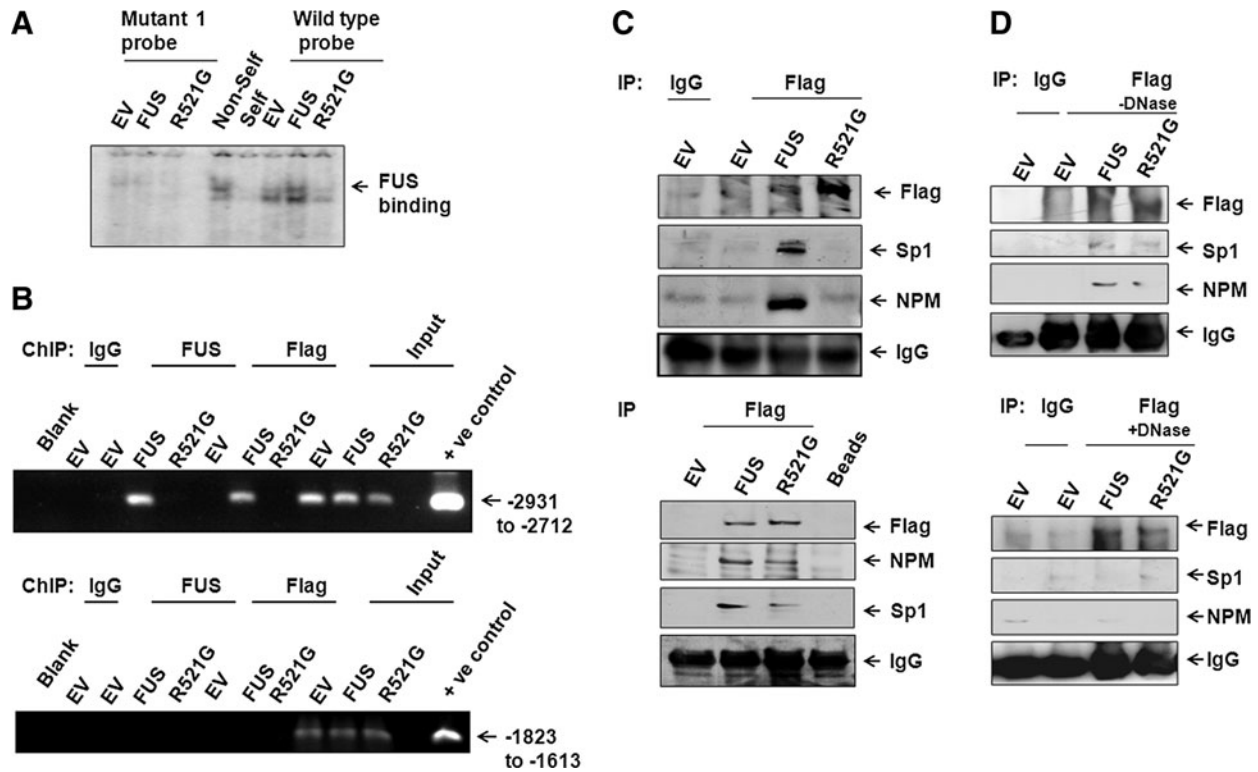 A
Mutant 1
probe
Wild type
probe
EV
FUS
R521G
Non-Self
Self
EV
FUS
R521G
FUS
binding
B
ChIP: IgG FUS Flag Input
Blank
EV
EV
FUS
R521G
EV
FUS
R521G
EV
FUS
R521G
+ve control
-2931
to -2712
ChIP: IgG FUS Flag Input
Blank
EV
EV
FUS
R521G
EV
FUS
R521G
EV
FUS
R521G
+ve control
-1823
to -1613
C
IP: IgG Flag
EV
EV
FUS
R521G
Flag
Sp1
NPM
IgG
IP Flag
EV
FUS
R521G
Beads
Flag
NPM
Sp1
IgG
D
IP: IgG Flag
-DNase
EV
EV
FUS
R521G
Flag
Sp1
NPM
IgG
IP: IgG Flag
+DNase
EV
EV
FUS
R521G
Flag
Sp1
NPM
IgG